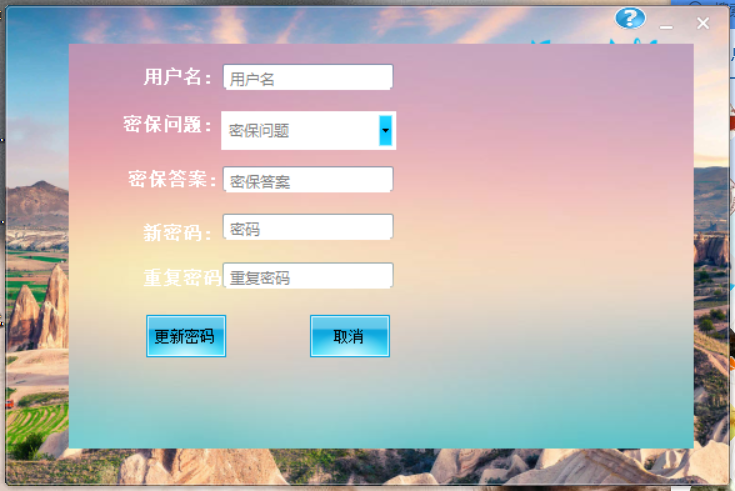 用户名： 用户名
密保问题： 密保问题
密保答案： 密保答案
新密码： 密码
重复密码 重复密码
更新密码 取消